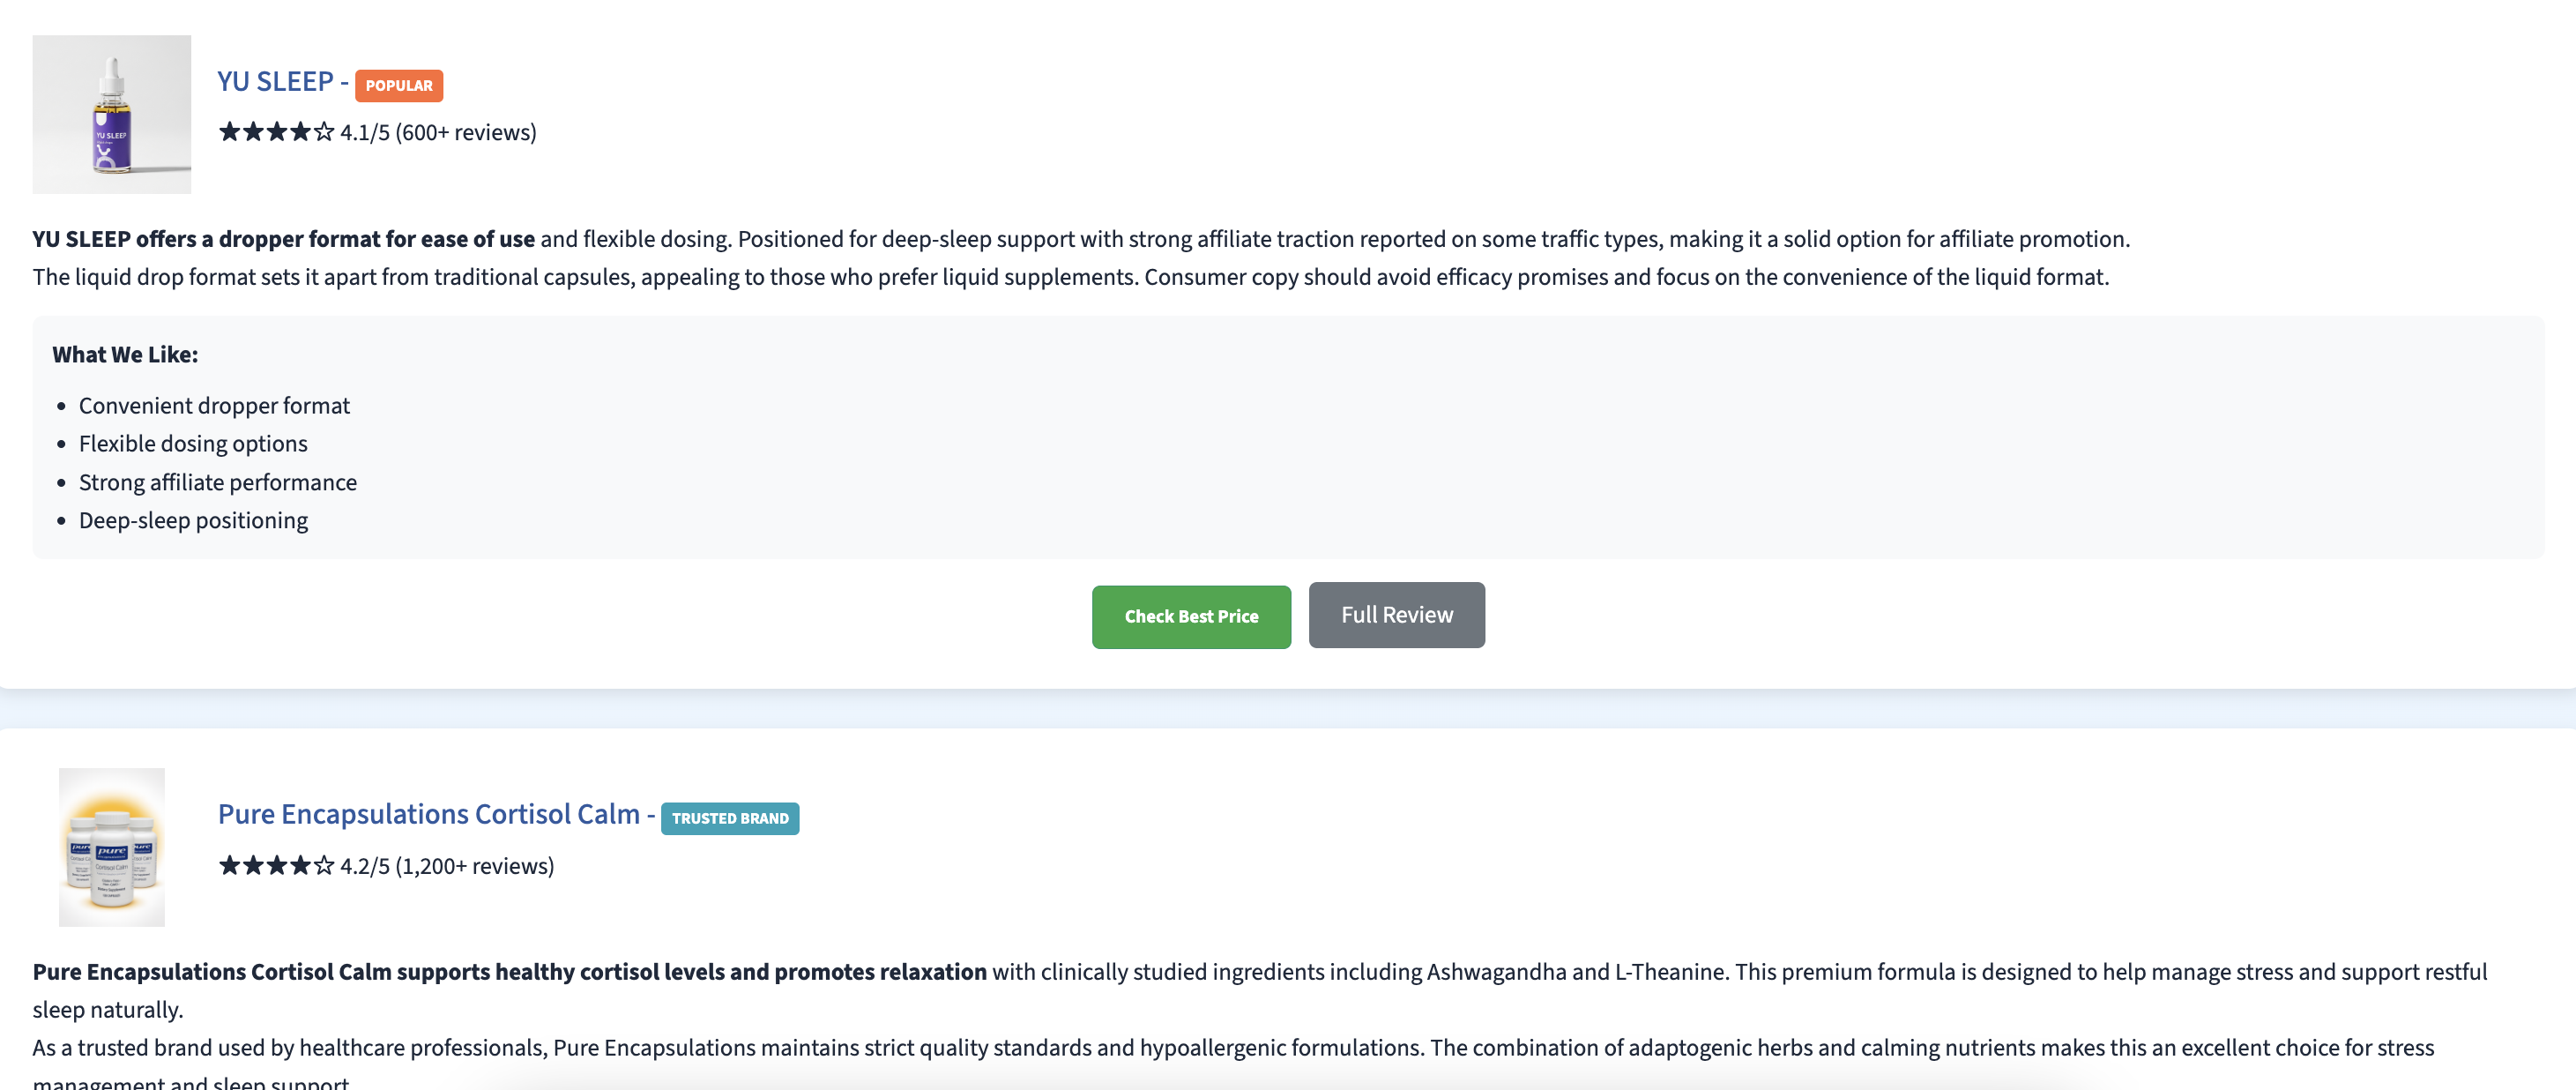 YU SLEEP
YU SLEEP - POPULAR
★★★★☆ 4.1/5 (600+ reviews)
YU SLEEP offers a dropper format for ease of use and flexible dosing. Positioned for deep-sleep support with strong affiliate traction reported on some traffic types, making it a solid option for affiliate promotion.
The liquid drop format sets it apart from traditional capsules, appealing to those who prefer liquid supplements. Consumer copy should avoid efficacy promises and focus on the convenience of the liquid format.
What We Like:
• Convenient dropper format
• Flexible dosing options
• Strong affiliate performance
• Deep-sleep positioning
Check Best Price Full Review
pure
Cortisol Calm
Pure Encapsulations Cortisol Calm - TRUSTED BRAND
★★★★☆ 4.2/5 (1,200+ reviews)
Pure Encapsulations Cortisol Calm supports healthy cortisol levels and promotes relaxation with clinically studied ingredients including Ashwagandha and L-Theanine. This premium formula is designed to help manage stress and support restful
sleep naturally.
As a trusted brand used by healthcare professionals, Pure Encapsulations maintains strict quality standards and hypoallergenic formulations. The combination of adaptogenic herbs and calming nutrients makes this an excellent choice for stress
management and sleep support.